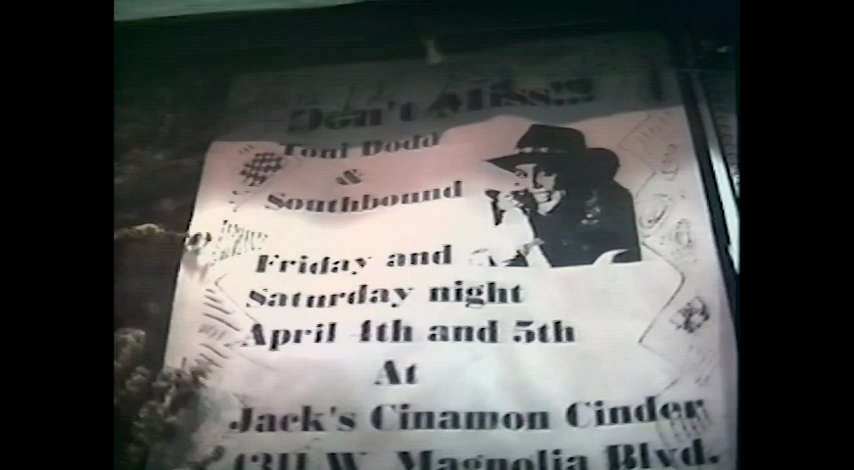 Don't Miss!!!
Toni Dodd
&
Southbound
Friday and
Saturday night
April 4th and 5th
At
Jack's Cinamon Cinder
4311 W. Magnolia Blvd.